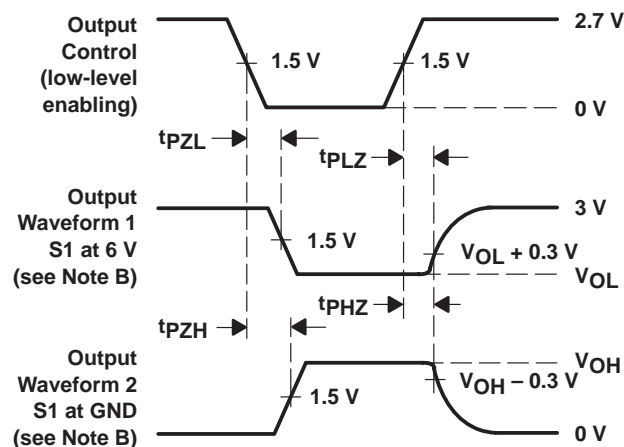 Output
Control
(low-level
enabling)
2.7 V
1.5 V
1.5 V
0 V
tPZL
tPLZ
Output
Waveform 1
S1 at 6 V
(see Note B)
3 V
1.5 V
VOL + 0.3 V
VOL
tPZH
tPHZ
Output
Waveform 2
S1 at GND
(see Note B)
VOH
VOH − 0.3 V
1.5 V
0 V